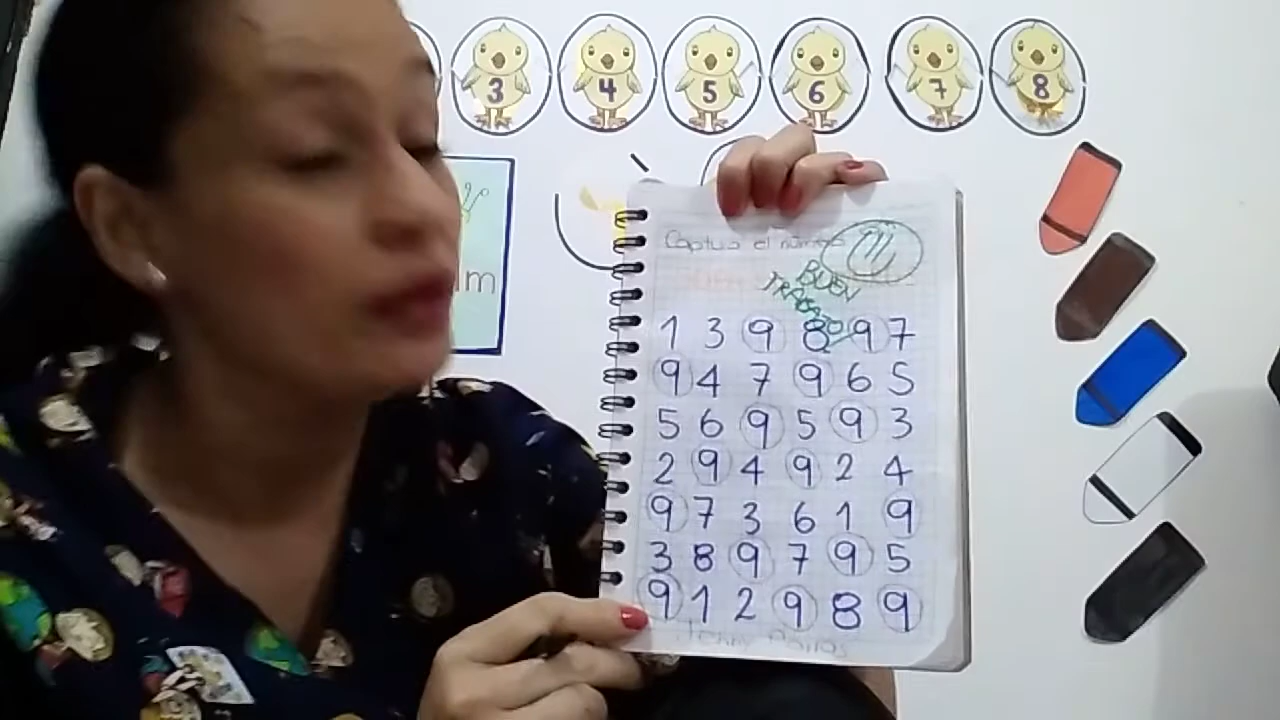 3 4 5 6 7 8
lm
Captura el número
BUEN
TRABAJO
1 3 9 8 9 7
9 4 7 9 6 5
5 6 9 5 9 3
2 9 4 9 2 4
9 7 3 6 1 9
3 8 9 7 9 5
9 1 2 9 8 9